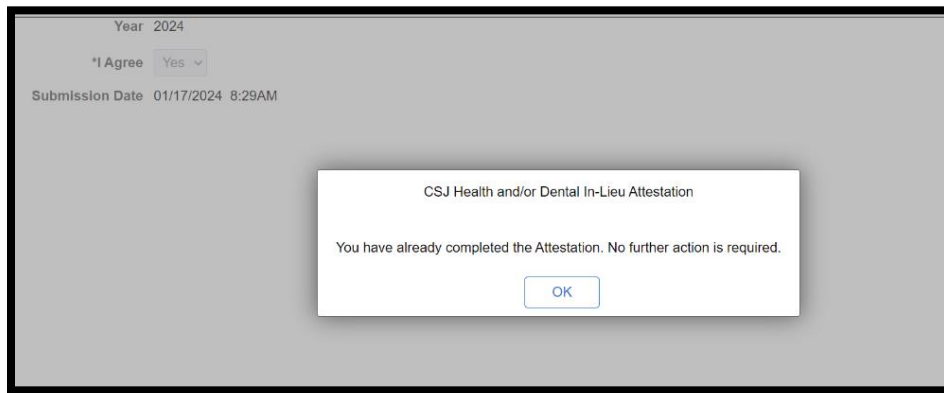 Year 2024
*I Agree Yes
Submission Date 01/17/2024 8:29AM
CSJ Health and/or Dental In-Lieu Attestation
You have already completed the Attestation. No further action is required.
OK